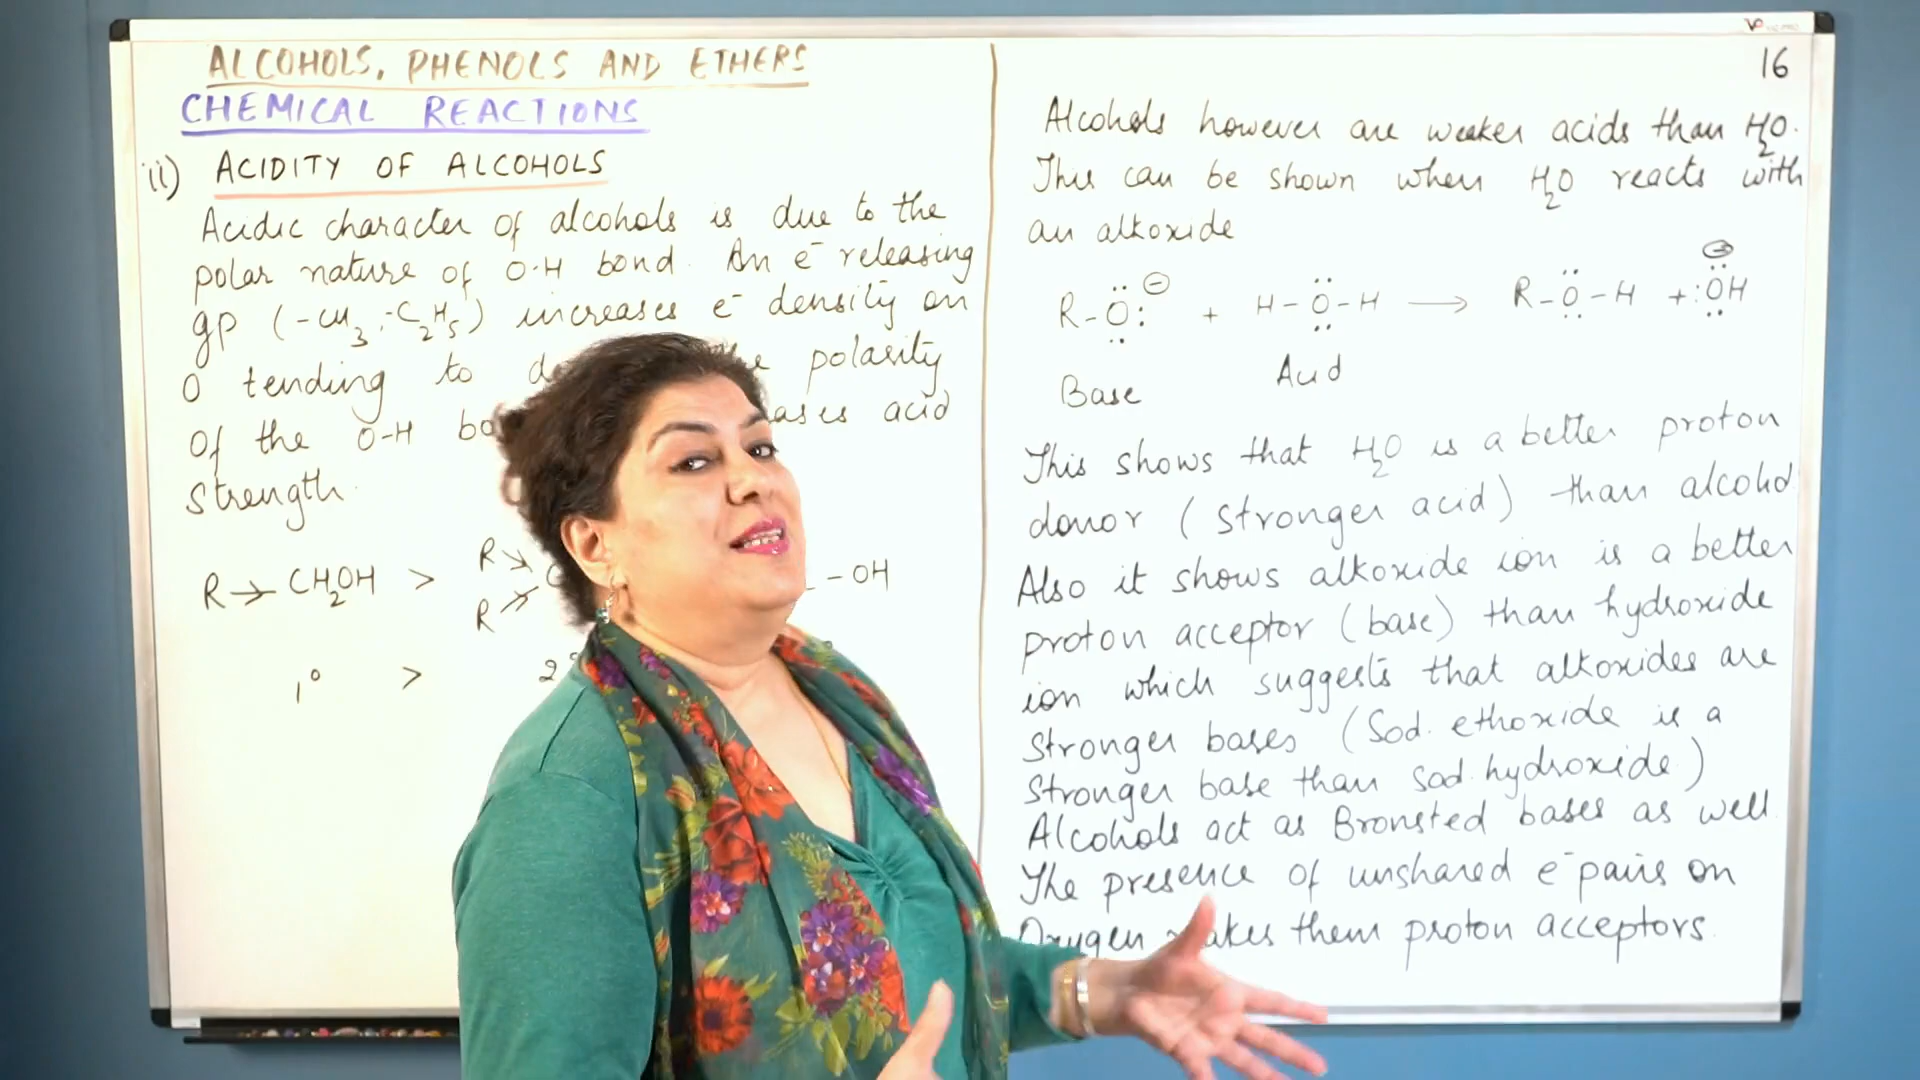 ALCOHOLS, PHENOLS AND ETHERS
CHEMICAL REACTIONS
ii) ACIDITY OF ALCOHOLS
Acidic character of alcohols is due to the
polar nature of O-H bond. An e⁻ releasing
gp (-CH₃, -C₂H₅) increases e⁻ density on
O tending to polarity
of the O-H acid
strength.
R → CH₂OH > R R -OH
1° >
16
Alcohols however are weaker acids than H₂O.
This can be shown when H₂O reacts with
an alkoxide
R-Ö:⊖ + H-Ö-H → R-Ö-H + :ÖH⊖
Base Acid
This shows that H₂O is a better proton
donor (stronger acid) than alcohol
Also it shows alkoxide ion is a better
proton acceptor (base) than hydroxide
ion which suggests that alkoxides are
stronger bases (Sod. ethoxide is a
stronger base than sod. hydroxide)
Alcohols act as Bronsted bases as well
The presence of unshared e⁻ pairs on
Oxygen them proton acceptors.